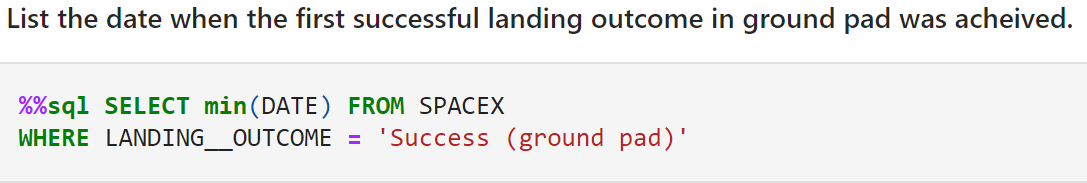 List the date when the first successful landing outcome in ground pad was acheived.
%%sql SELECT min(DATE) FROM SPACEX
WHERE LANDING__OUTCOME = 'Success (ground pad)'